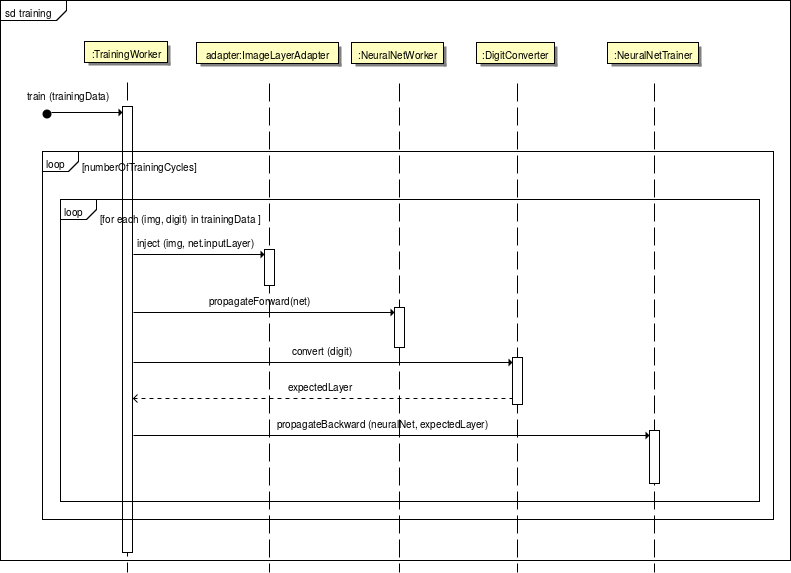 sd training
:TrainingWorker
adapter:ImageLayerAdapter
:NeuralNetWorker
:DigitConverter
:NeuralNetTrainer
train (trainingData)
loop
[numberOfTrainingCycles]
loop
[for each (img, digit) in trainingData ]
inject (img, net.inputLayer)
propagateForward(net)
convert (digit)
expectedLayer
propagateBackward (neuralNet, expectedLayer)